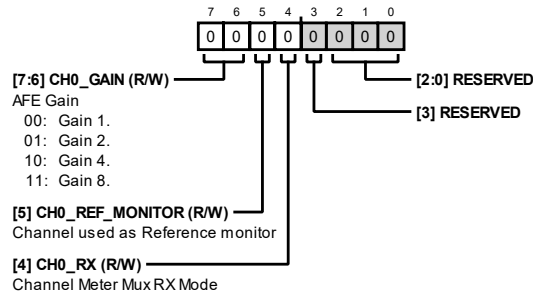 7 6 5 4 3 2 1 0
0 0 0 0 0 0 0 0
[7:6] CH0_GAIN (R/W)
AFE Gain
00: Gain 1.
01: Gain 2.
10: Gain 4.
11: Gain 8.
[5] CH0_REF_MONITOR (R/W)
Channel used as Reference monitor
[4] CH0_RX (R/W)
Channel Meter Mux RX Mode
[2:0] RESERVED
[3] RESERVED